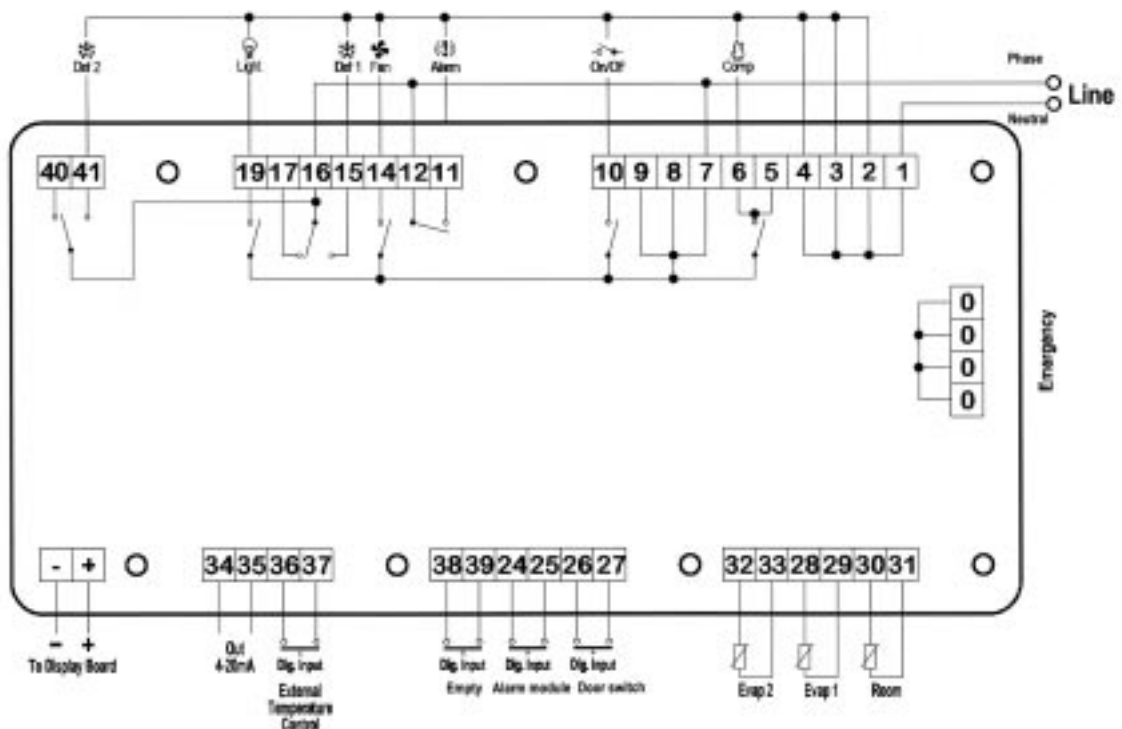 Def 2
Light
Def 1
Fan
Alarm
On/Off
Comp
Phase
Line
Neutral
40 41
19 17 16 15 14 12 11
10 9 8 7 6 5 4 3 2 1
0
0
0
0
Emergency
- +
34 35 36 37
38 39 24 25 26 27
32 33 28 29 30 31
- +
To Display Board
Out
4-20mA
Dig. Input
External
Temperature
Control
Dig. Input Dig. Input Dig. Input
Empty Alarm module Door switch
Evap 2
Evap 1
Room